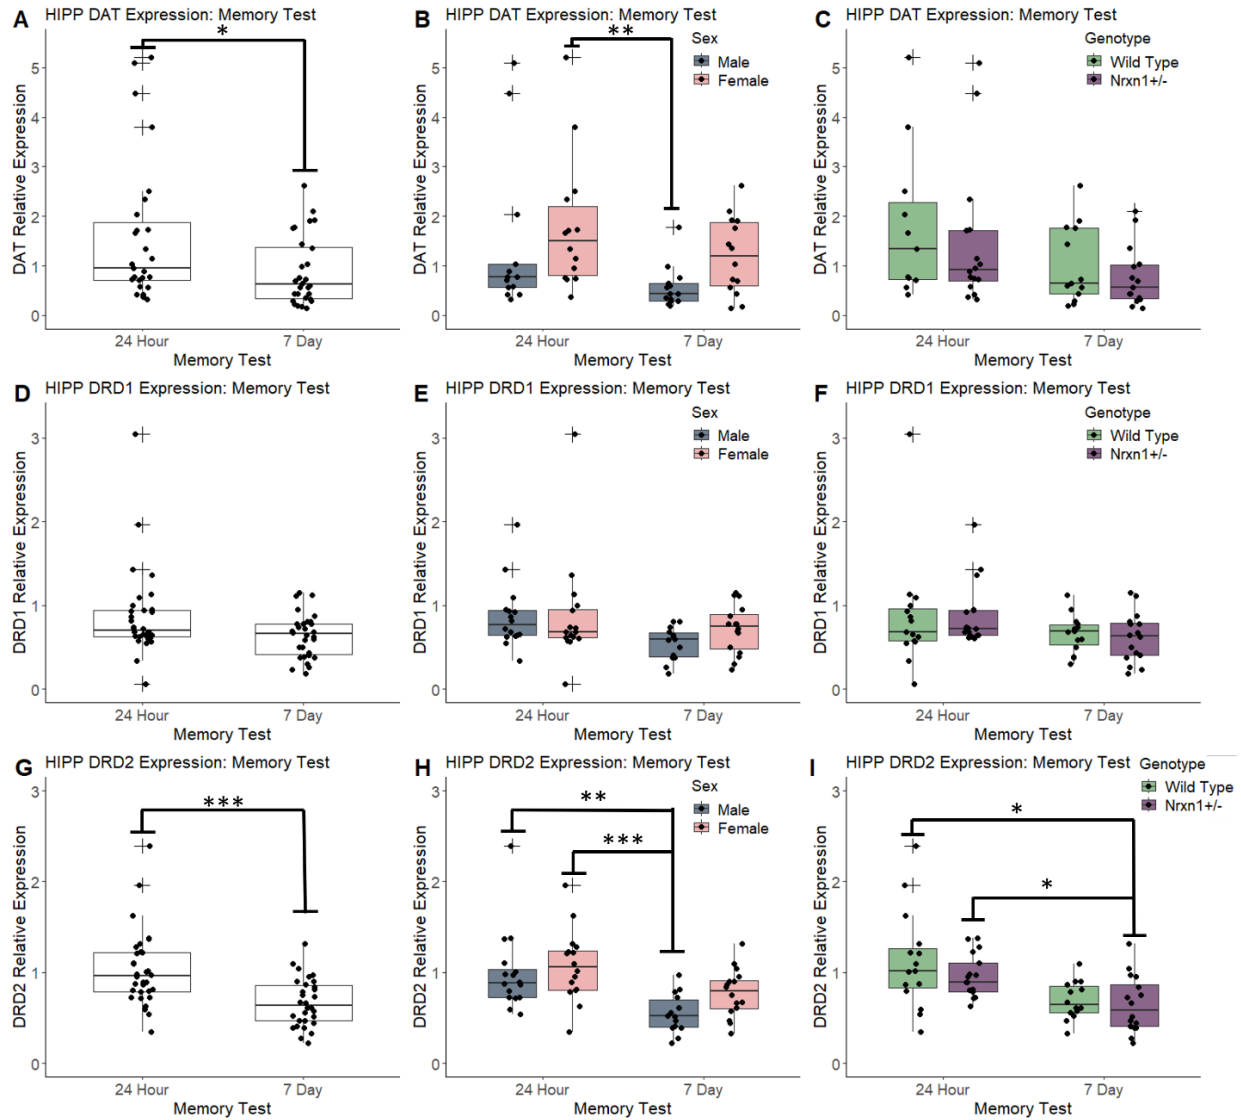 A HIPP DAT Expression: Memory Test
*
DAT Relative Expression
5
4
3
2
1
0
24 Hour 7 Day
Memory Test
B HIPP DAT Expression: Memory Test
**
Sex
Male
Female
DAT Relative Expression
5
4
3
2
1
0
24 Hour 7 Day
Memory Test
C HIPP DAT Expression: Memory Test
Genotype
Wild Type
Nrxn1+/-
DAT Relative Expression
5
4
3
2
1
0
24 Hour 7 Day
Memory Test
D HIPP DRD1 Expression: Memory Test
DRD1 Relative Expression
3
2
1
0
24 Hour 7 Day
Memory Test
E HIPP DRD1 Expression: Memory Test
Sex
Male
Female
DRD1 Relative Expression
3
2
1
0
24 Hour 7 Day
Memory Test
F HIPP DRD1 Expression: Memory Test
Genotype
Wild Type
Nrxn1+/-
DRD1 Relative Expression
3
2
1
0
24 Hour 7 Day
Memory Test
G HIPP DRD2 Expression: Memory Test
***
DRD2 Relative Expression
3
2
1
0
24 Hour 7 Day
Memory Test
H HIPP DRD2 Expression: Memory Test
Sex
Male
Female
**
***
DRD2 Relative Expression
3
2
1
0
24 Hour 7 Day
Memory Test
I HIPP DRD2 Expression: Memory Test
Genotype
Wild Type
Nrxn1+/-
*
*
DRD2 Relative Expression
3
2
1
0
24 Hour 7 Day
Memory Test